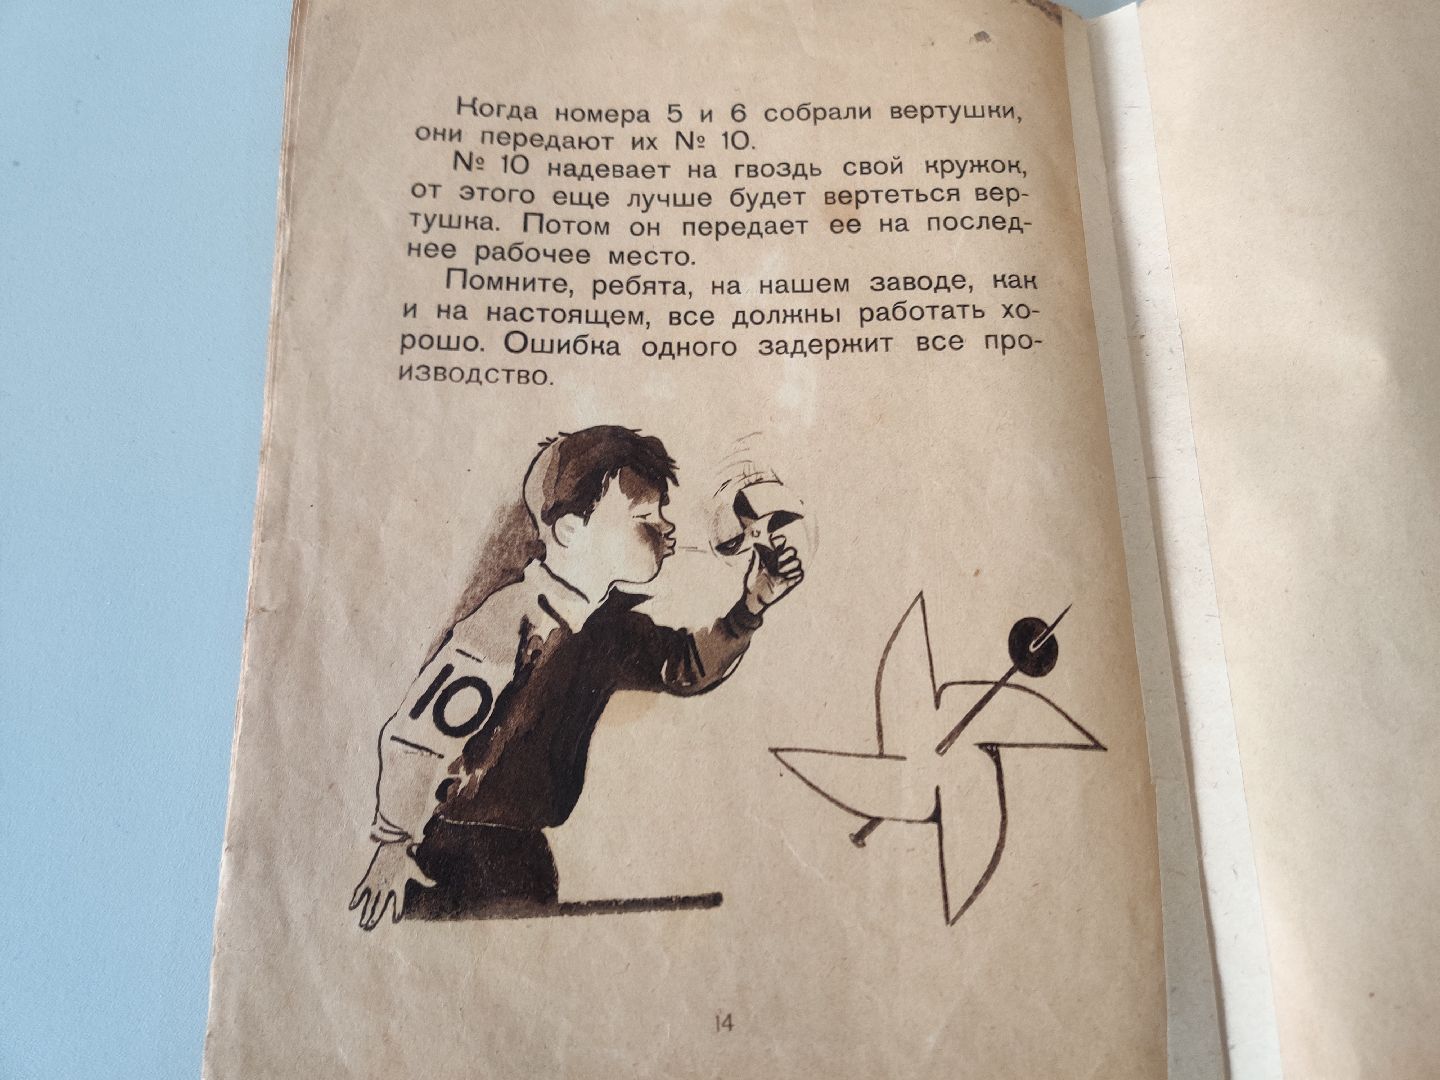 Когда номера 5 и 6 собрали вертушки,
они передают их № 10.
№ 10 надевает на гвоздь свой кружок,
от этого еще лучше будет вертеться вер-
тушка. Потом он передает ее на послед-
нее рабочее место.
Помните, ребята, на нашем заводе, как
и на настоящем, все должны работать хо-
рошо. Ошибка одного задержит все про-
изводство.
10
14